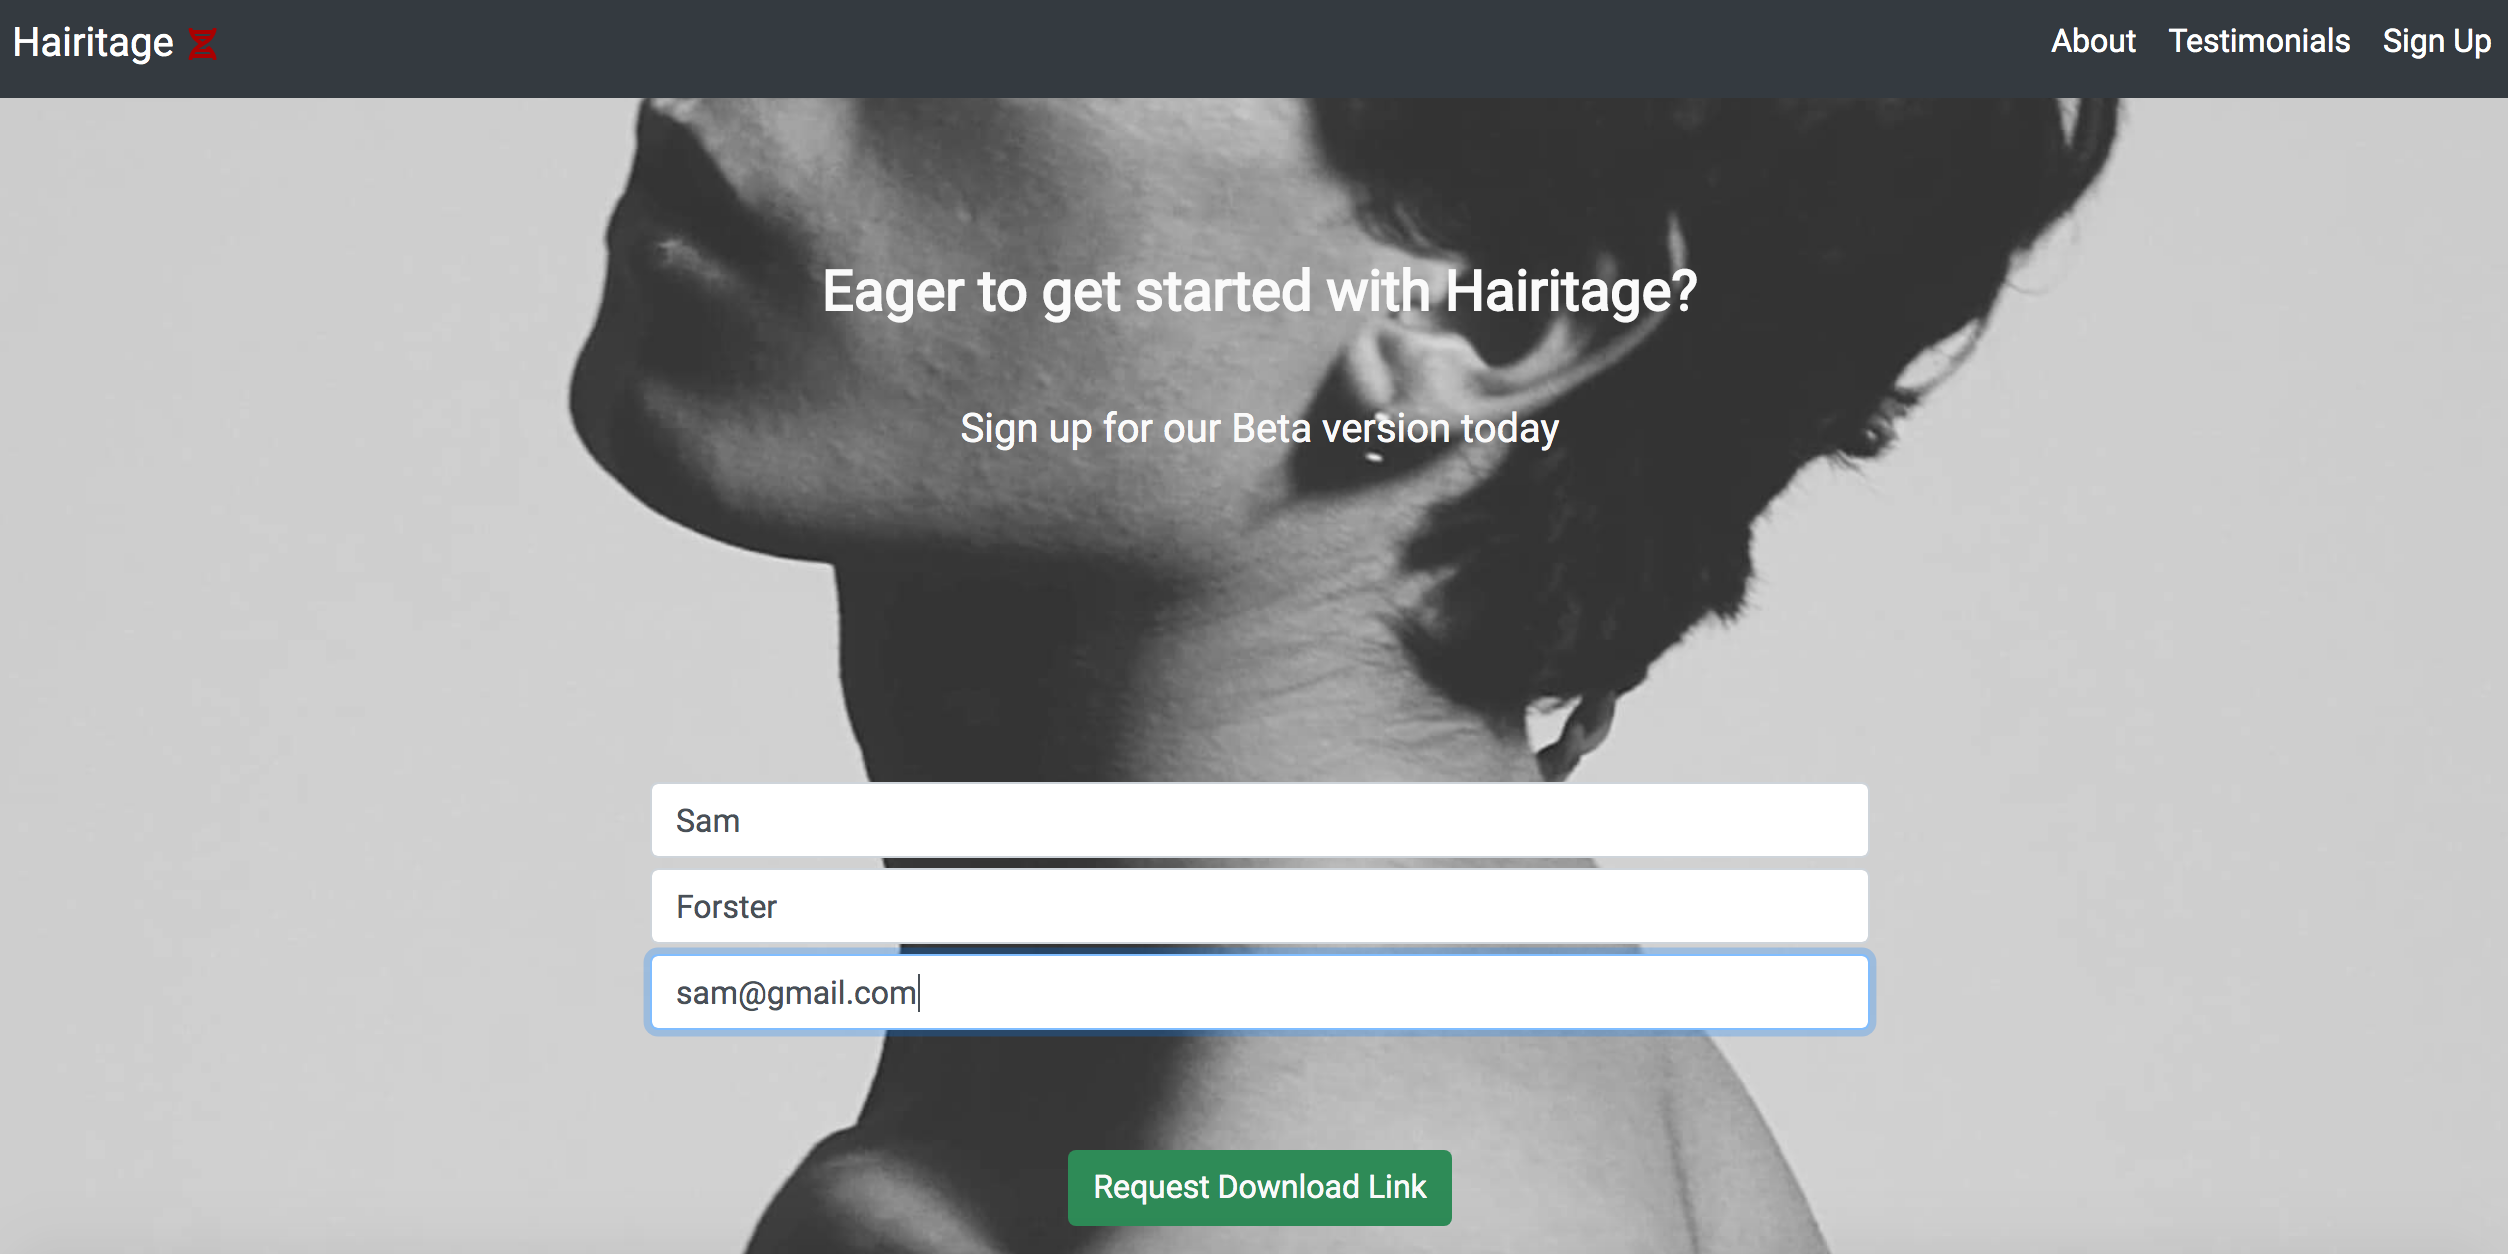 Hairitage
About Testimonials Sign Up
Eager to get started with Hairitage?
Sign up for our Beta version today
Sam
Forster
sam@gmail.com
Request Download Link